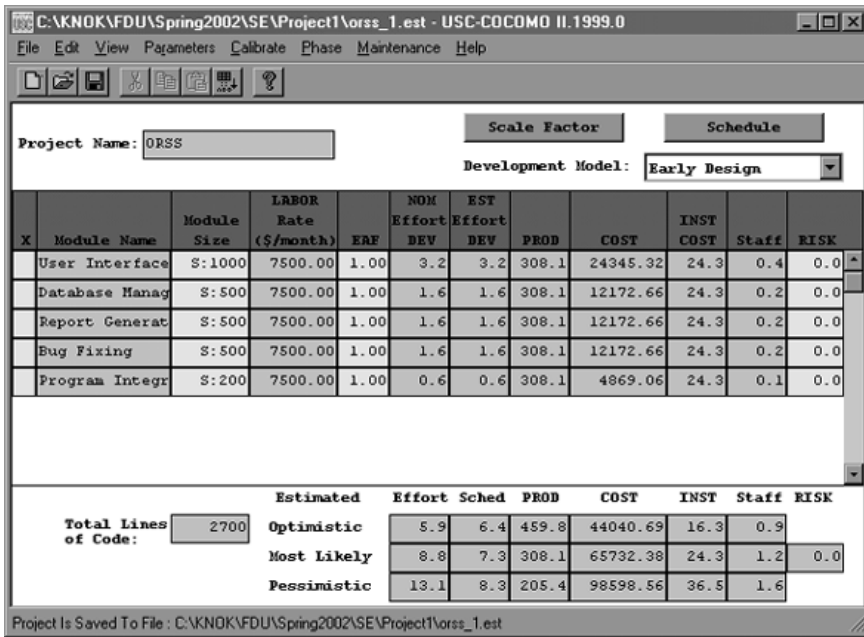 C:\KNOK\FDU\Spring2002\SE\Project1\orss_1.est - USC-COCOMO II.1999.0
File Edit View Parameters Calibrate Phase Maintenance Help
Project Name: ORSS
Scale Factor Schedule
Development Model: Early Design
X Module Name Module Size LABOR Rate ($/month) EAF NOM Effort DEV EST Effort DEV PROD COST INST COST Staff RISK
User Interface S:1000 7500.00 1.00 3.2 3.2 308.1 24345.32 24.3 0.4 0.0
Database Manag S:500 7500.00 1.00 1.6 1.6 308.1 12172.66 24.3 0.2 0.0
Report Generat S:500 7500.00 1.00 1.6 1.6 308.1 12172.66 24.3 0.2 0.0
Bug Fixing S:500 7500.00 1.00 1.6 1.6 308.1 12172.66 24.3 0.2 0.0
Program Integr S:200 7500.00 1.00 0.6 0.6 308.1 4869.06 24.3 0.1 0.0
Estimated Effort Sched PROD COST INST Staff RISK
Total Lines of Code: 2700
Optimistic 5.9 6.4 459.8 44040.69 16.3 0.9
Most Likely 8.8 7.3 308.1 65732.38 24.3 1.2 0.0
Pessimistic 13.1 8.3 205.4 98598.56 36.5 1.6
Project Is Saved To File : C:\KNOK\FDU\Spring2002\SE\Project1\orss_1.est